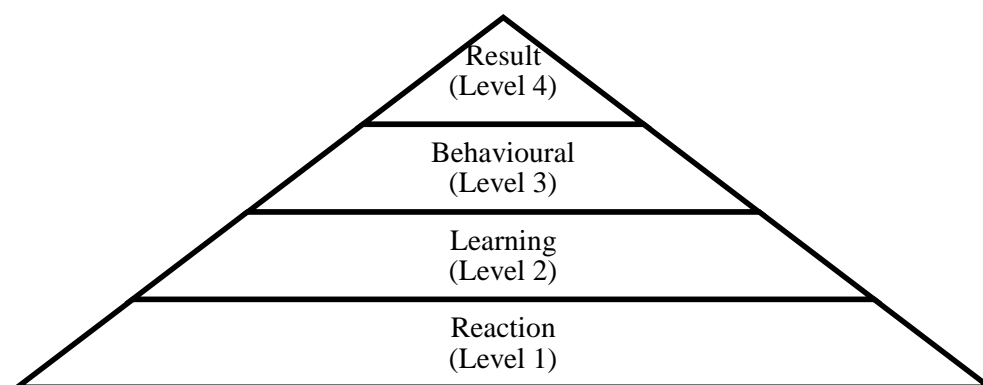 Result
(Level 4)
Behavioural
(Level 3)
Learning
(Level 2)
Reaction
(Level 1)